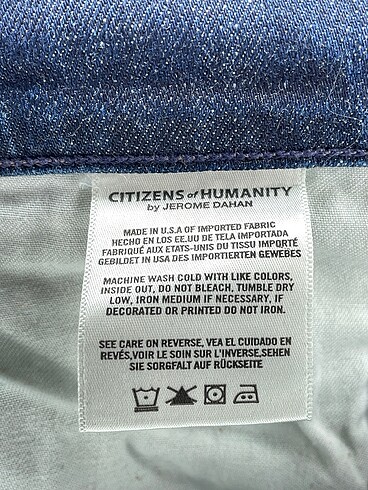 CITIZENS of HUMANITY
by JEROME DAHAN
MADE IN U.S.A OF IMPORTED FABRIC
HECHO EN LOS EE.UU DE TELA IMPORTADA
FABRIQUÉ AUX ETATS-UNIS DU TISSU IMPORTÉ
GEBILDET IN USA DES IMPORTIERTEN GEWEBES
MACHINE WASH COLD WITH LIKE COLORS,
INSIDE OUT, DO NOT BLEACH, TUMBLE DRY
LOW, IRON MEDIUM IF NECESSARY, IF
DECORATED OR PRINTED DO NOT IRON.
SEE CARE ON REVERSE, VEA EL CUIDADO EN
REVÉS,VOIR LE SOIN SUR L'INVERSE,SEHEN
SIE SORGFALT AUF RÜCKSEITE